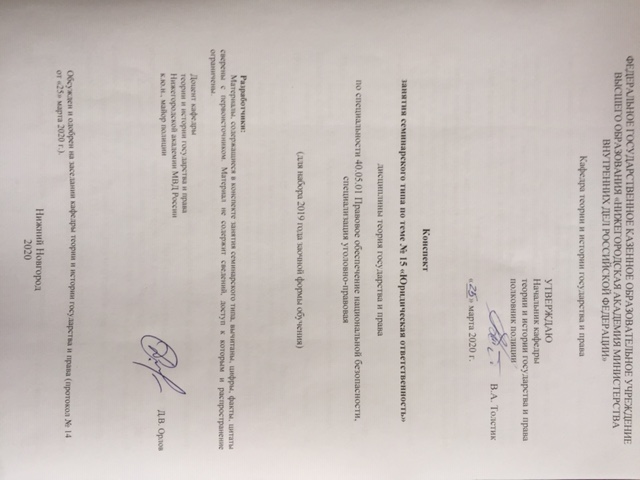 ФЕДЕРАЛЬНОЕ ГОСУДАРСТВЕННОЕ КАЗЕННОЕ ОБРАЗОВАТЕЛЬНОЕ УЧРЕЖДЕНИЕ
ВЫСШЕГО ОБРАЗОВАНИЯ «НИЖЕГОРОДСКАЯ АКАДЕМИЯ МИНИСТЕРСТВА
ВНУТРЕННИХ ДЕЛ РОССИЙСКОЙ ФЕДЕРАЦИИ»
Кафедра теории и истории государства и права
УТВЕРЖДАЮ
Начальник кафедры
теории и истории государства и права
полковник полиции
В.А. Толстик
«25» марта 2020 г.
Конспект
занятия семинарского типа по теме № 15 «Юридическая ответственность»
дисциплины теория государства и права
по специальности 40.05.01 Правовое обеспечение национальной безопасности,
специализация уголовно-правовая
(для набора 2019 года заочной формы обучения)
Разработчики:
Материалы, содержащиеся в конспекте занятия семинарского типа, вычитаны, цифры, факты, цитаты
сверены с первоисточником. Материал не содержит сведений, доступ к которым и распространение
ограничены.
Доцент кафедры
теории и истории государства и права
Нижегородской академии МВД России
к.ю.н., майор полиции
Д.В. Орлов
Обсужден и одобрен на заседании кафедры теории и истории государства и права (протокол № 14
от «25» марта 2020 г.).
Нижний Новгород
2020